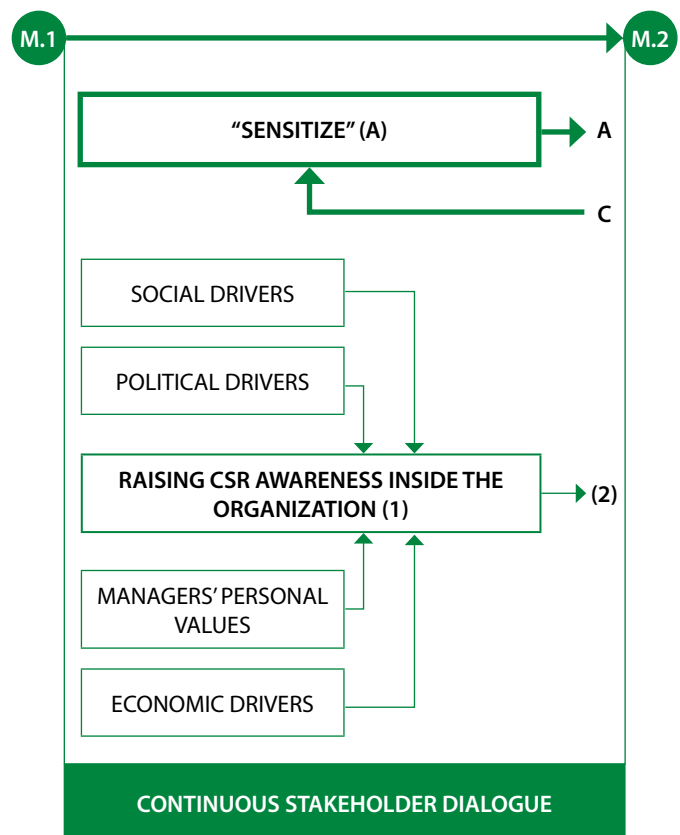 M.1
M.2
“SENSITIZE” (A)
A
C
SOCIAL DRIVERS
POLITICAL DRIVERS
RAISING CSR AWARENESS INSIDE THE
ORGANIZATION (1)
(2)
MANAGERS’ PERSONAL
VALUES
ECONOMIC DRIVERS
CONTINUOUS STAKEHOLDER DIALOGUE